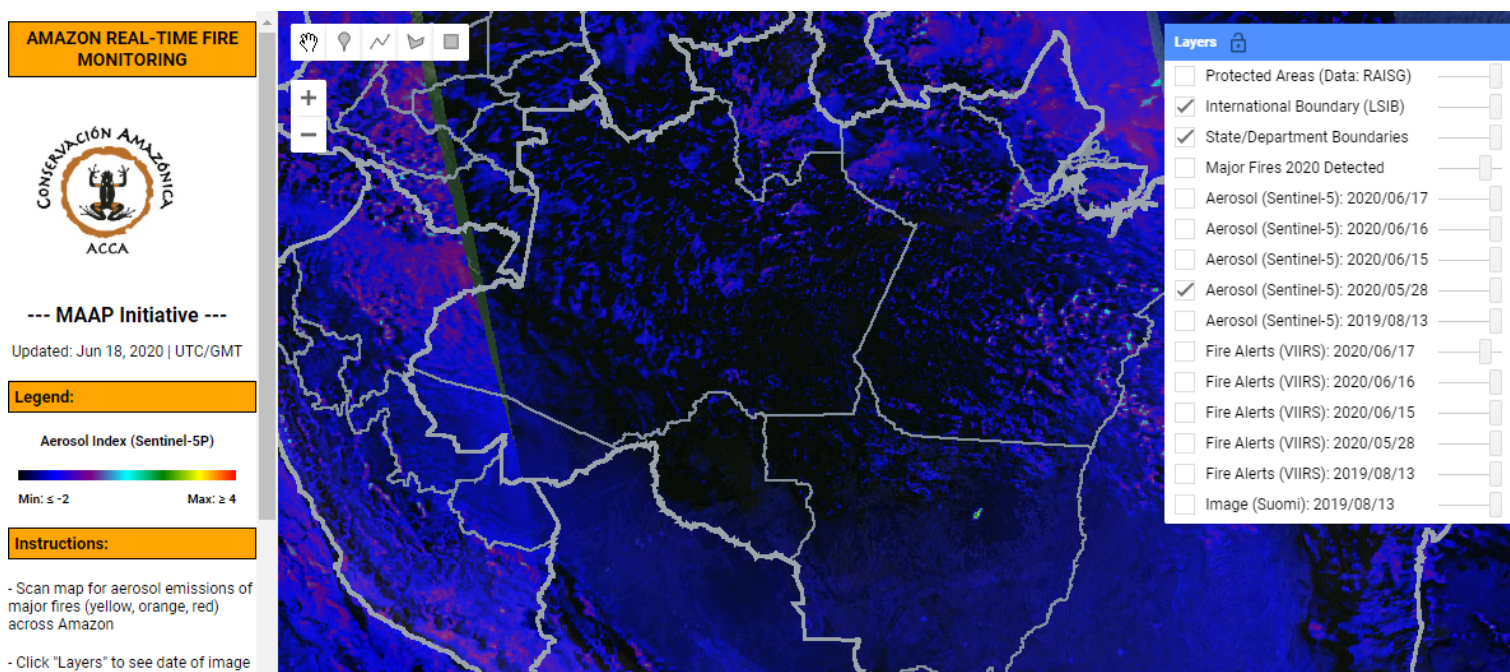 AMAZON REAL-TIME FIRE
MONITORING
CONSERVACIÓN AMAZÓNICA
ACCA
--- MAAP Initiative ---
Updated: Jun 18, 2020 | UTC/GMT
Legend:
Aerosol Index (Sentinel-5P)
Min: ≤ -2 Max: ≥ 4
Instructions:
- Scan map for aerosol emissions of
major fires (yellow, orange, red)
across Amazon
- Click "Layers" to see date of image
+
−
Layers
Protected Areas (Data: RAISG)
International Boundary (LSIB)
State/Department Boundaries
Major Fires 2020 Detected
Aerosol (Sentinel-5): 2020/06/17
Aerosol (Sentinel-5): 2020/06/16
Aerosol (Sentinel-5): 2020/06/15
Aerosol (Sentinel-5): 2020/05/28
Aerosol (Sentinel-5): 2019/08/13
Fire Alerts (VIIRS): 2020/06/17
Fire Alerts (VIIRS): 2020/06/16
Fire Alerts (VIIRS): 2020/06/15
Fire Alerts (VIIRS): 2020/05/28
Fire Alerts (VIIRS): 2019/08/13
Image (Suomi): 2019/08/13